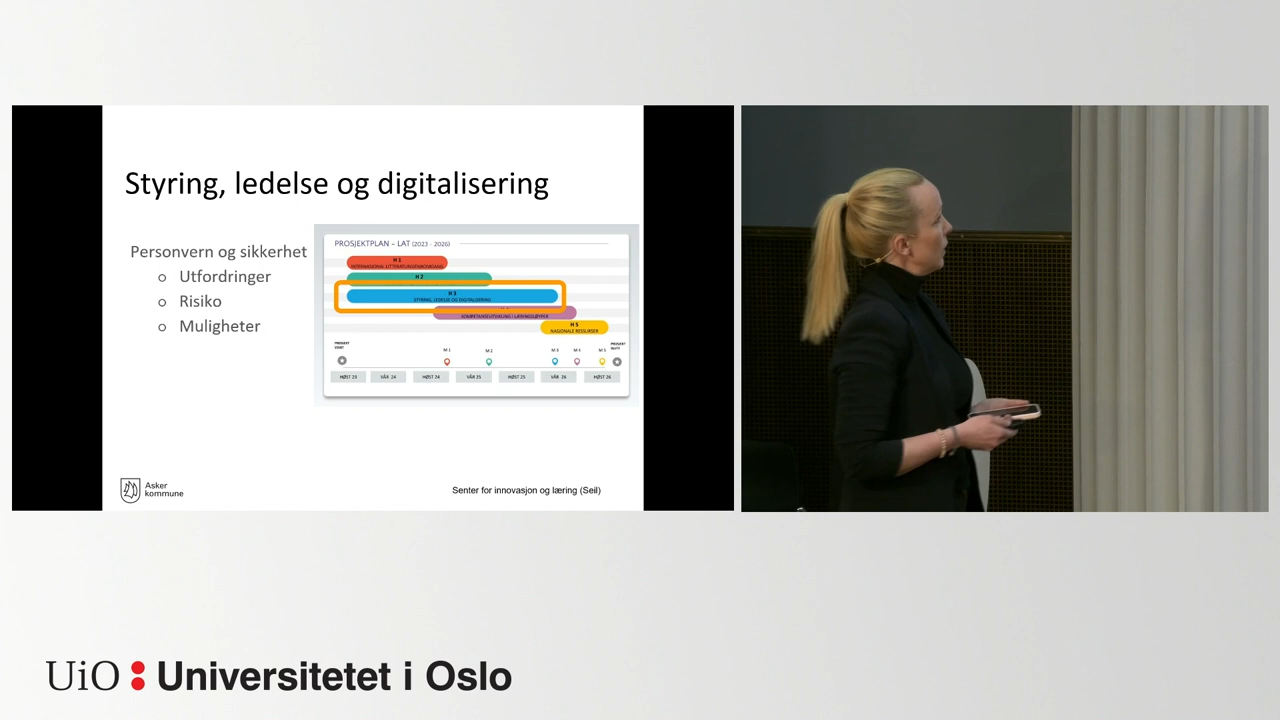 Styring, ledelse og digitalisering
Personvern og sikkerhet
o Utfordringer
o Risiko
o Muligheter
PROSJEKTPLAN – LAT (2023 - 2026)
H 1
H 2
H 3
STYRING, LEDELSE OG DIGITALISERING
KOMPETANSEUTVIKLING I LÆRINGSLØYPER
H 5
NASJONALE RESSURSER
PROSJEKT
START
M 1
M 2
M 3
M 4
M 5
PROSJEKT
SLUTT
HØST 23
VÅR 24
HØST 24
VÅR 25
HØST 25
VÅR 26
HØST 26
Asker
kommune
Senter for innovasjon og læring (Seil)
UiO : Universitetet i Oslo